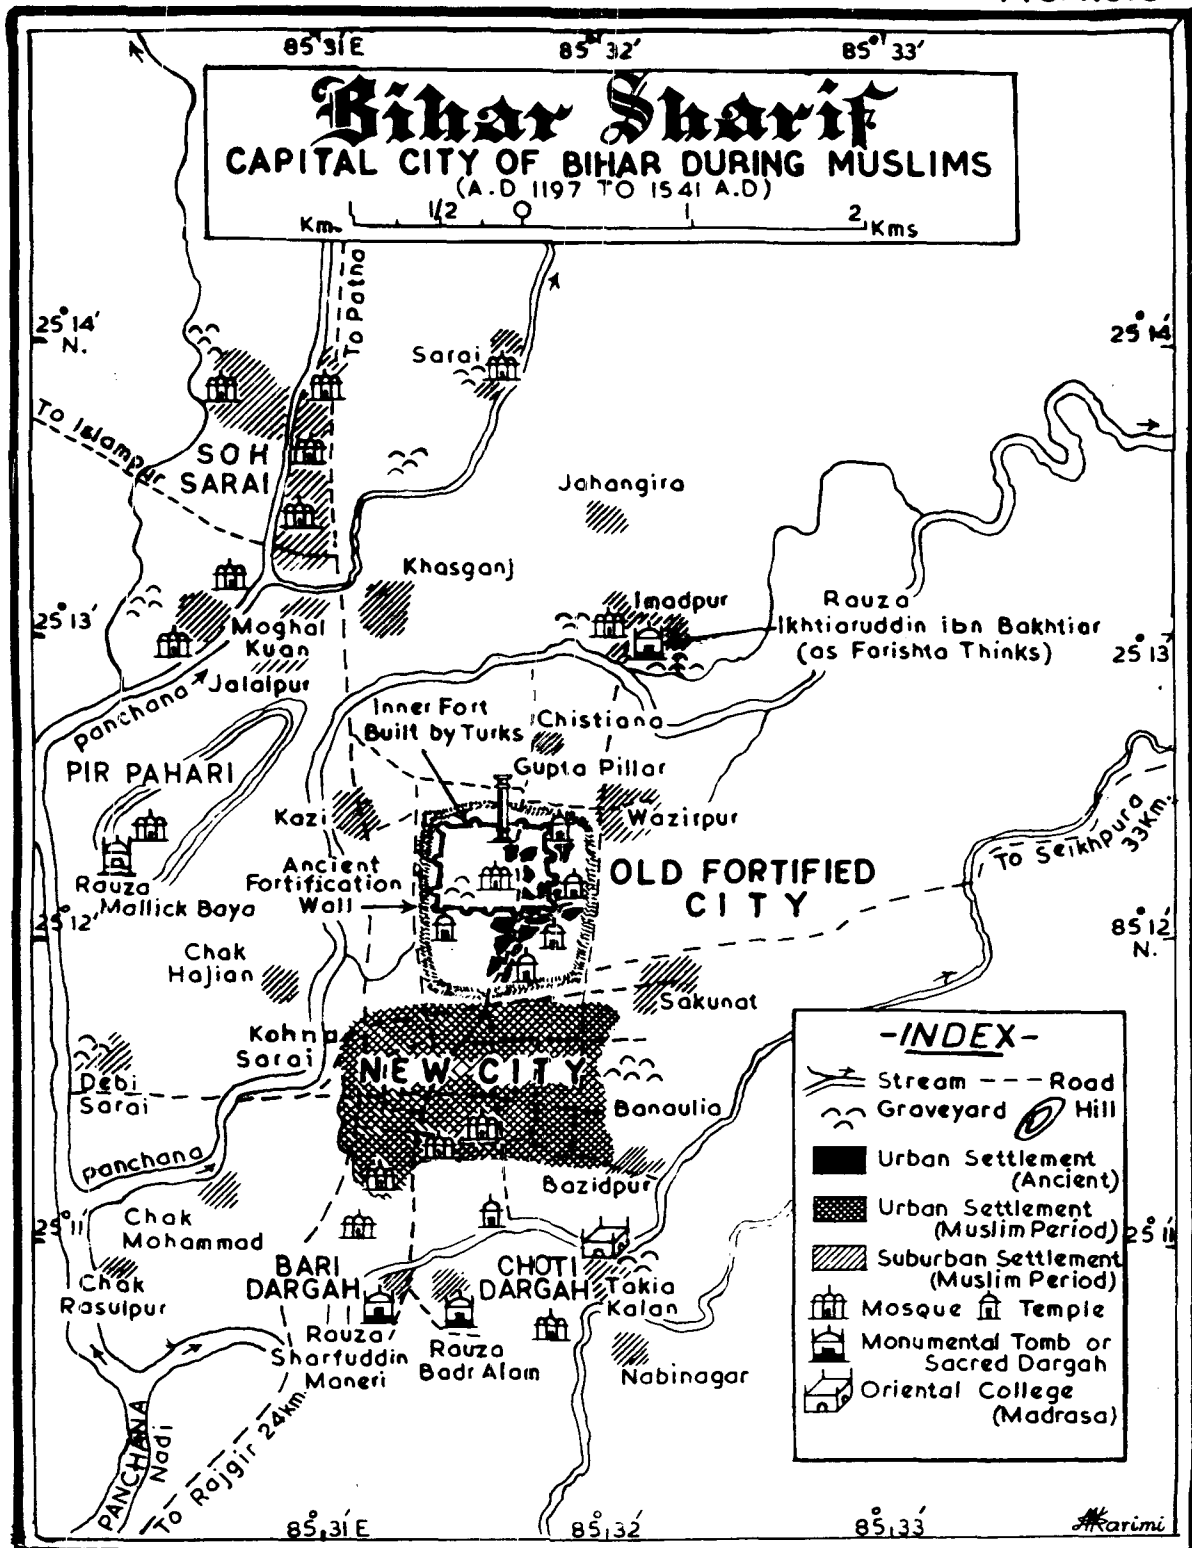 85° 31' E
85° 32'
85° 33'
Bihar Sharif
CAPITAL CITY OF BIHAR DURING MUSLIMS
(A.D 1197 TO 1541 A.D)
Km. 1/2 0 1 2 Kms
25° 14' N.
25° 14'
To Patna
Sarai
To Islampur
SOH SARAI
Jahangira
Khasganj
25° 13'
Moghal Kuan
Imadpur
Rauza
Ikhtiaruddin ibn Bakhtiar
(as Farishta Thinks)
25° 13'
Jalalpur
Panchana
Inner Fort
Built by Turks
Chistiana
PIR PAHARI
Gupta Pillar
Kazi
Wazirpur
To Seikhpura
33Km.
Ancient
Fortification
Wall
OLD FORTIFIED
CITY
Rauza
Mallick Baya
25° 12'
85° 12' N.
Chak
Hajian
Sakunat
Kohna
Sarai
NEW CITY
Debi
Sarai
Banaulia
Panchana
Bazidpur
25° 11'
Chak
Mohammad
25° 11'
BARI
DARGAH
CHOTI
DARGAH
Takia
Kalan
Chak
Rasulpur
Rauza
Sharfuddin
Maneri
Rauza
Badr Alam
Nabinagar
PANCHANA
Nadi
To Rajgir 24km.
-INDEX-
Stream --- Road
Graveyard Hill
Urban Settlement
(Ancient)
Urban Settlement
(Muslim Period)
Suburban Settlement
(Muslim Period)
Mosque Temple
Monumental Tomb or
Sacred Dargah
Oriental College
(Madrasa)
85° 31' E
85° 32'
85° 33'
Karimi